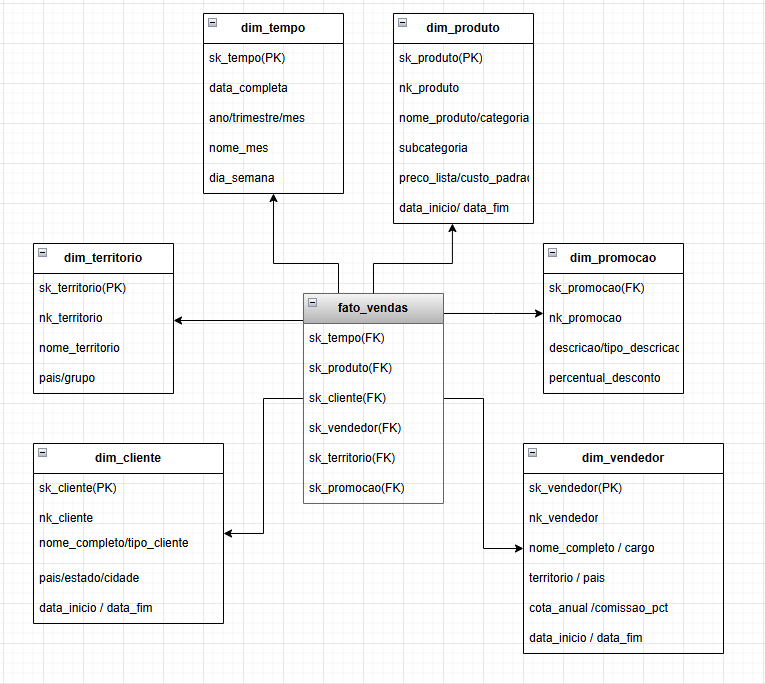 dim_tempo
sk_tempo(PK)
data_completa
ano/trimestre/mes
nome_mes
dia_semana
dim_produto
sk_produto(PK)
nk_produto
nome_produto/categoria
subcategoria
preco_lista/custo_padrac
data_inicio/ data_fim
dim_territorio
sk_territorio(PK)
nk_territorio
nome_territorio
pais/grupo
fato_vendas
sk_tempo(FK)
sk_produto(FK)
sk_cliente(FK)
sk_vendedor(FK)
sk_territorio(FK)
sk_promocao(FK)
dim_promocao
sk_promocao(FK)
nk_promocao
descricao/tipo_descricac
percentual_desconto
dim_cliente
sk_cliente(PK)
nk_cliente
nome_completo/tipo_cliente
pais/estado/cidade
data_inicio / data_fim
dim_vendedor
sk_vendedor(PK)
nk_vendedor
nome_completo / cargo
territorio / pais
cota_anual /comissao_pct
data_inicio / data_fim